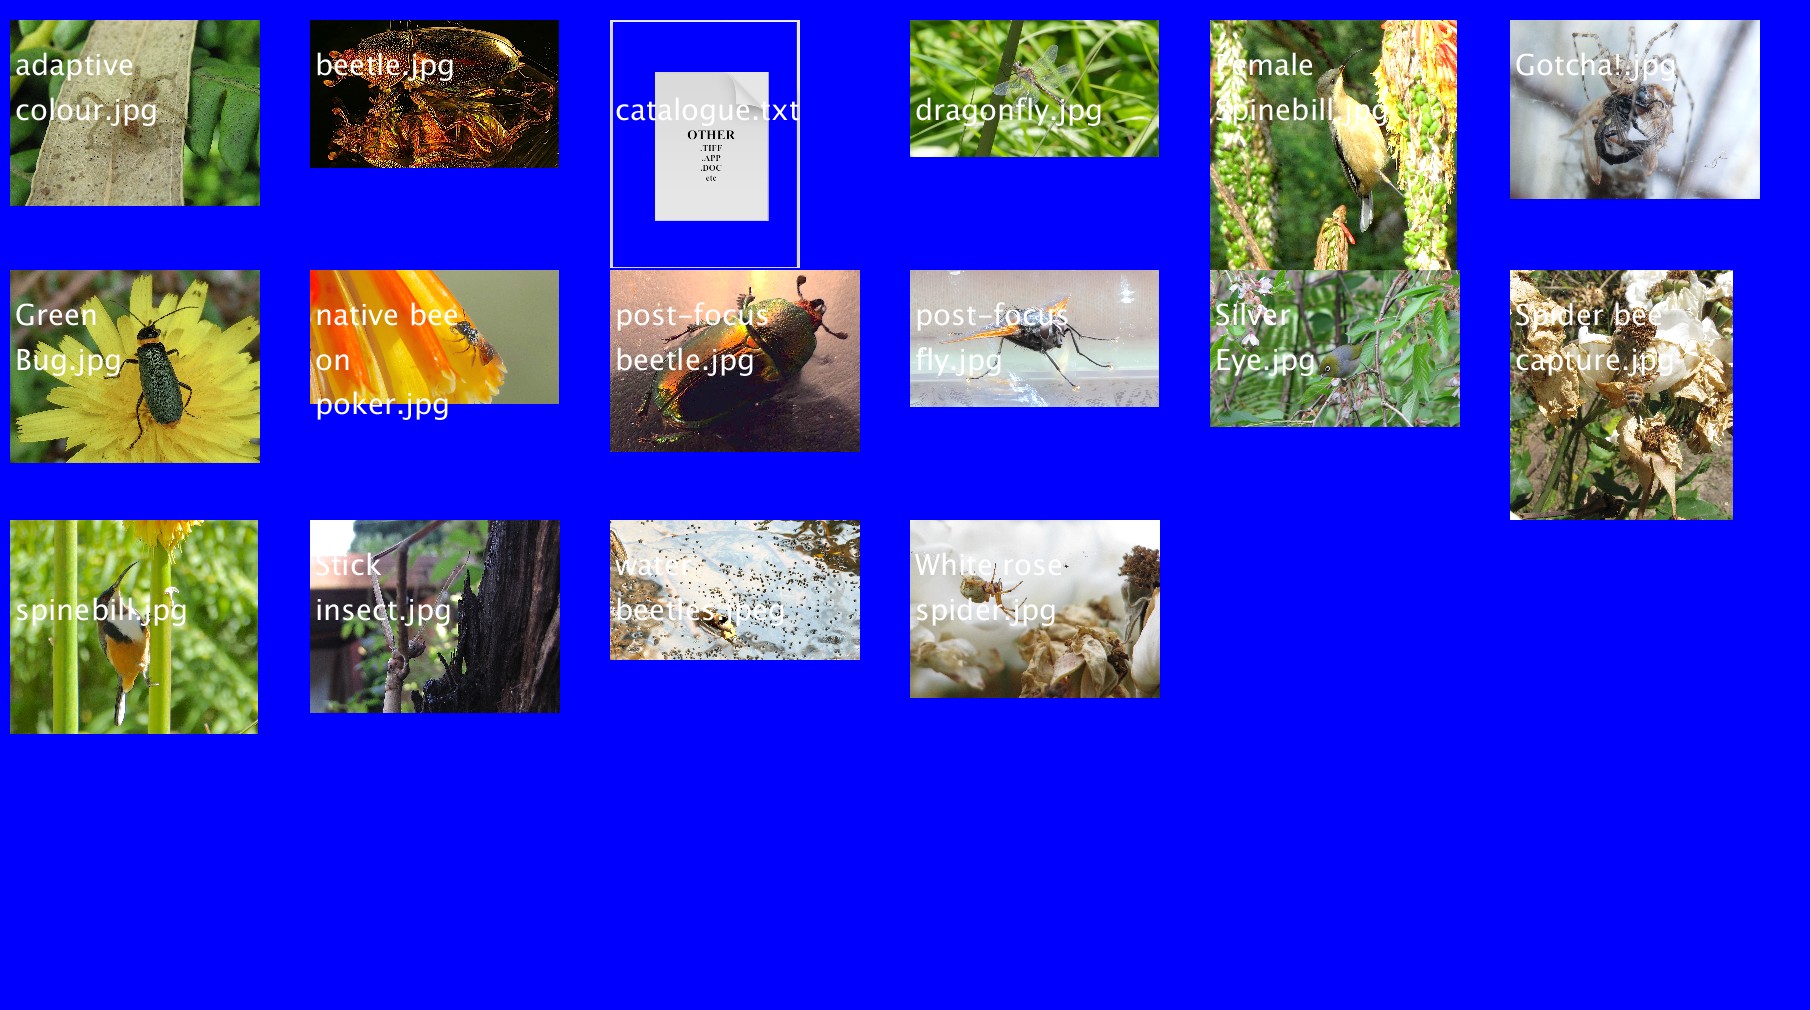 adaptive
colour.jpg
beetle.jpg
catalogue.txt
OTHER
.TIFF
.APP
.DOC
etc
dragonfly.jpg
Female
Spinebill.jpg
Gotcha!.jpg
Green
Bug.jpg
native bee
on
poker.jpg
post-focus
beetle.jpg
post-focus
fly.jpg
Silver
Eye.jpg
Spider bee
capture.jpg
spinebill.jpg
Stick
insect.jpg
water
beetles.jpeg
White rose
spider.jpg